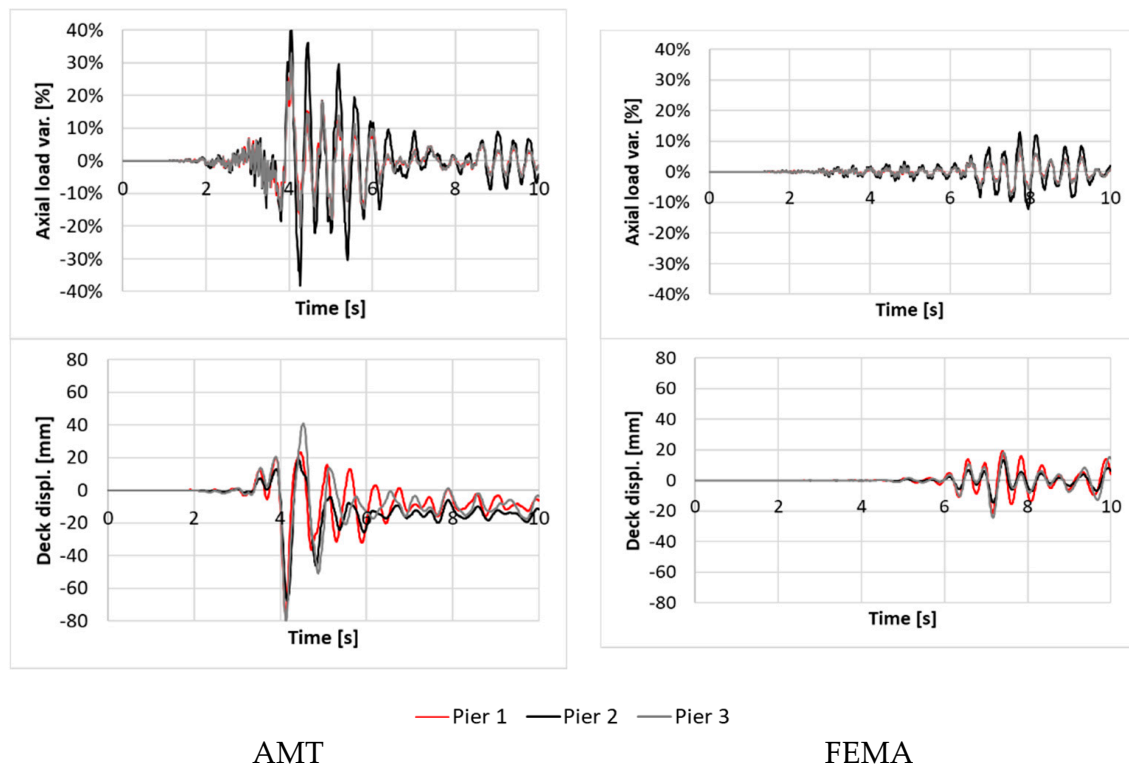 40%
30%
20%
10%
0%
-10%
-20%
-30%
-40%
Axial load var. [%]
0 2 4 6 8 10
Time [s]
40%
30%
20%
10%
0%
-10%
-20%
-30%
-40%
Axial load var. [%]
0 2 4 6 8 10
Time [s]
80
60
40
20
0
-20
-40
-60
-80
Deck displ. [mm]
0 2 4 6 8 10
Time [s]
80
60
40
20
0
-20
-40
-60
-80
Deck displ. [mm]
0 2 4 6 8 10
Time [s]
Pier 1 Pier 2 Pier 3
AMT FEMA